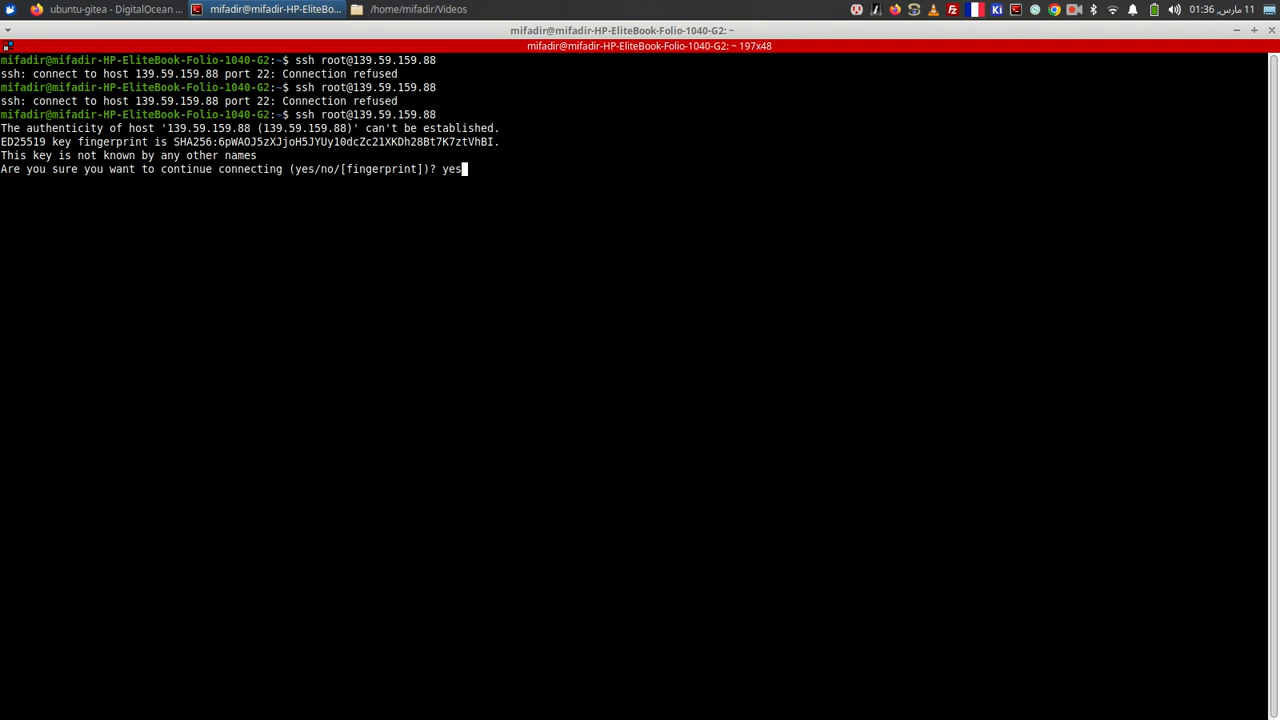 ubuntu-gitea - DigitalOcean ...
mifadir@mifadir-HP-EliteBo...
/home/mifadir/Videos
01:36 ,مارس 11
mifadir@mifadir-HP-EliteBook-Folio-1040-G2: ~
mifadir@mifadir-HP-EliteBook-Folio-1040-G2: ~ 197x48
mifadir@mifadir-HP-EliteBook-Folio-1040-G2:~$ ssh root@139.59.159.88
ssh: connect to host 139.59.159.88 port 22: Connection refused
mifadir@mifadir-HP-EliteBook-Folio-1040-G2:~$ ssh root@139.59.159.88
ssh: connect to host 139.59.159.88 port 22: Connection refused
mifadir@mifadir-HP-EliteBook-Folio-1040-G2:~$ ssh root@139.59.159.88
The authenticity of host '139.59.159.88 (139.59.159.88)' can't be established.
ED25519 key fingerprint is SHA256:6pWAOJ5zXJjoH5JYUy10dcZc21XKDh28Bt7K7ztVhBI.
This key is not known by any other names
Are you sure you want to continue connecting (yes/no/[fingerprint])? yes